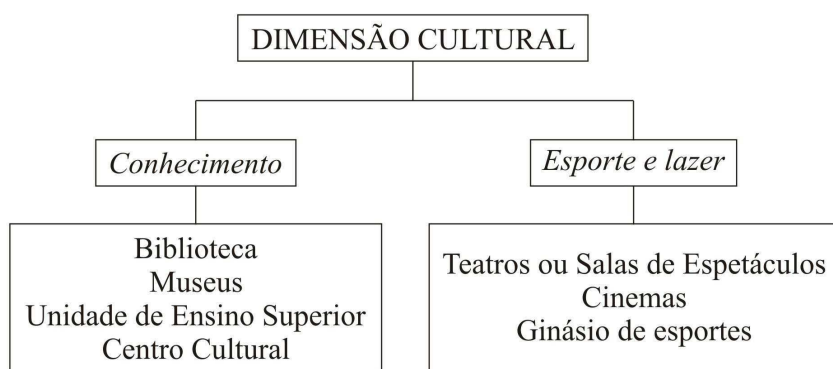 DIMENSÃO CULTURAL
Conhecimento
Biblioteca
Museus
Unidade de Ensino Superior
Centro Cultural
Esporte e lazer
Teatros ou Salas de Espetáculos
Cinemas
Ginásio de esportes